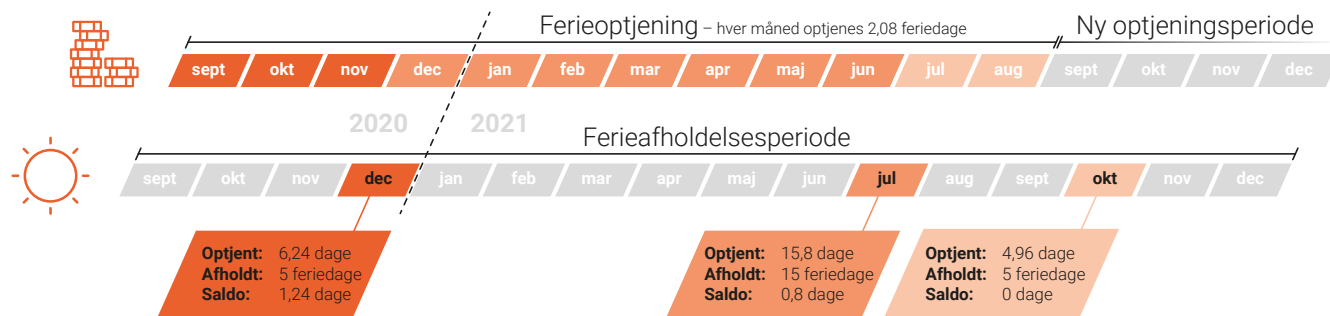 Ferieoptjening – hver måned optjenes 2,08 feriedage
Ny optjeningsperiode
sept okt nov dec jan feb mar apr maj jun jul aug sept okt nov dec
2020 2021
Ferieafholdelsesperiode
sept okt nov dec jan feb mar apr maj jun jul aug sept okt nov dec
Optjent: 6,24 dage
Afholdt: 5 feriedage
Saldo: 1,24 dage
Optjent: 15,8 dage
Afholdt: 15 feriedage
Saldo: 0,8 dage
Optjent: 4,96 dage
Afholdt: 5 feriedage
Saldo: 0 dage